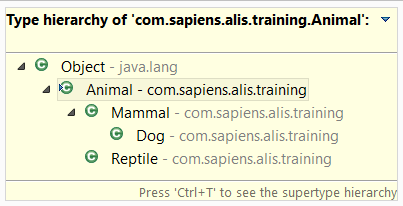 Type hierarchy of 'com.sapiens.alis.training.Animal':
Object - java.lang
Animal - com.sapiens.alis.training
Mammal - com.sapiens.alis.training
Dog - com.sapiens.alis.training
Reptile - com.sapiens.alis.training
Press 'Ctrl+T' to see the supertype hierarchy